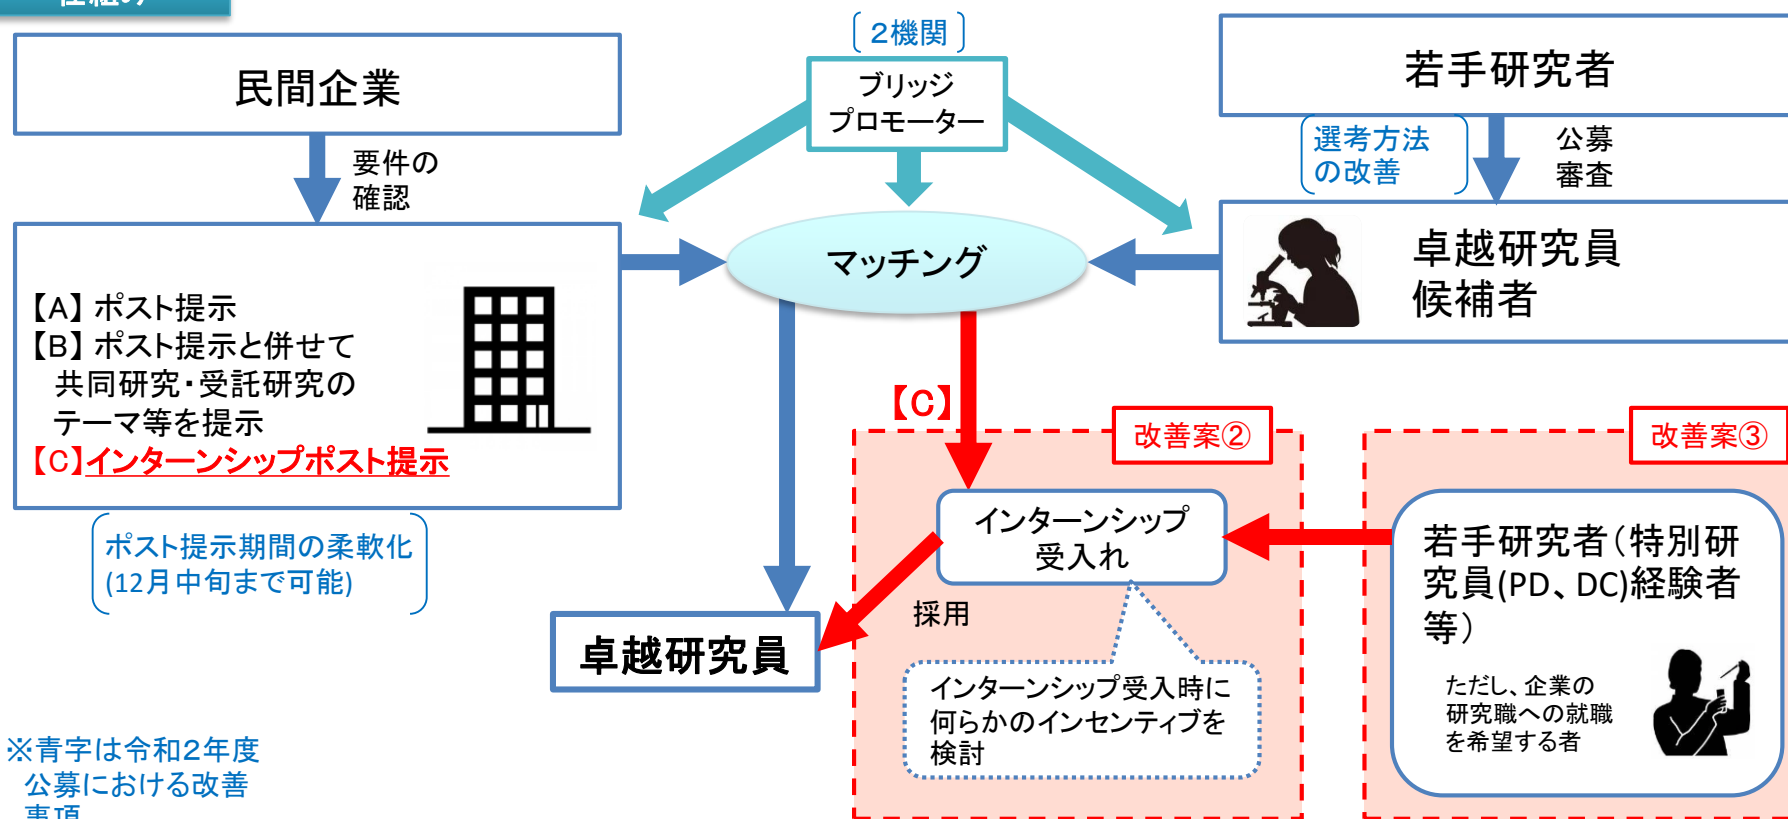 仕組み
〔２機関〕
民間企業
ブリッジ
プロモーター
若手研究者
要件の
確認
選考方法
の改善
公募
審査
マッチング
卓越研究員
候補者
【A】 ポスト提示
【B】 ポスト提示と併せて
共同研究・受託研究の
テーマ等を提示
【C】インターンシップポスト提示
【C】
改善案②
改善案③
ポスト提示期間の柔軟化
(12月中旬まで可能)
インターンシップ
受入れ
若手研究者（特別研
究員(PD、DC)経験者
等）
採用
卓越研究員
インターンシップ受入時に
何らかのインセンティブを
検討
ただし、企業の
研究職への就職
を希望する者
※青字は令和２年度
公募における改善
事項